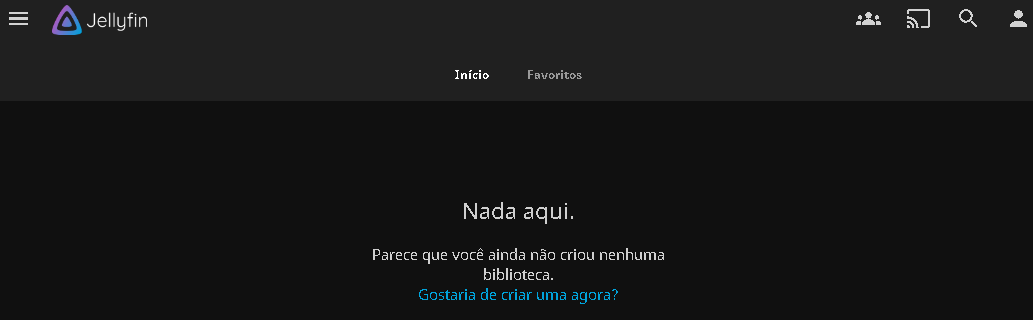 Jellyfin
Início Favoritos
Nada aqui.
Parece que você ainda não criou nenhuma
biblioteca.
Gostaria de criar uma agora?